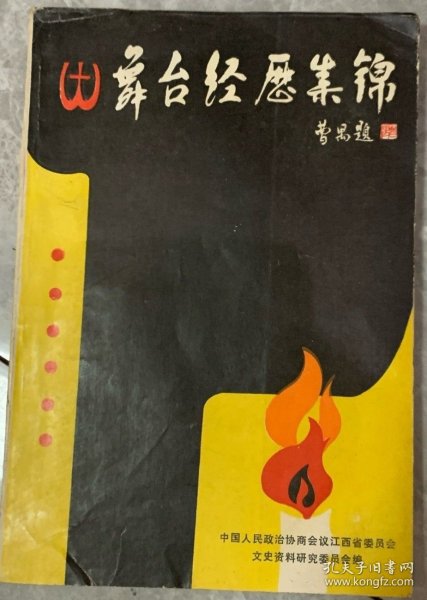 舞台经历集锦
曹禺题
中国人民政治协商会议江西省委员会
文史资料研究委员会编
孔夫子旧书网
www.kongfz.com